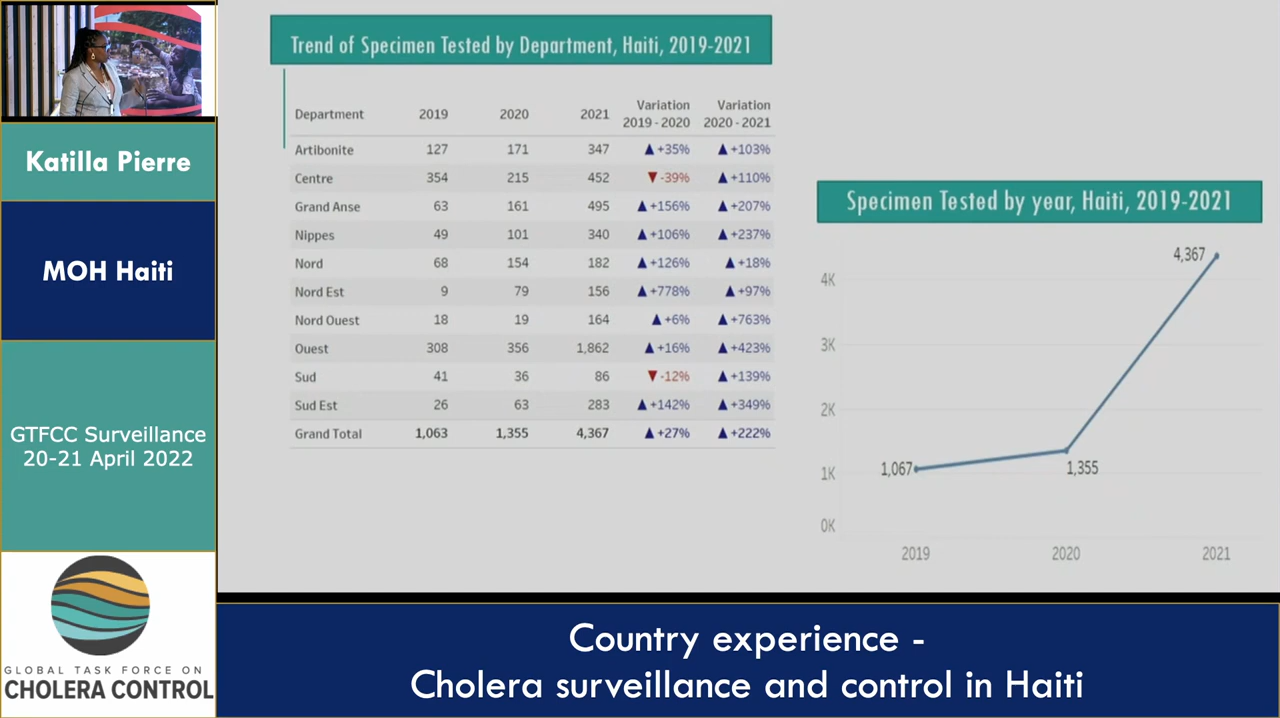 Katilla Pierre
MOH Haiti
GTFCC Surveillance
20-21 April 2022
GLOBAL TASK FORCE ON
CHOLERA CONTROL
Trend of Specimen Tested by Department, Haiti, 2019-2021
Department 2019 2020 2021 Variation 2019 - 2020 Variation 2020 - 2021
Artibonite 127 171 347 ▲ +35% ▲ +103%
Centre 354 215 452 ▼ -39% ▲ +110%
Grand Anse 63 161 495 ▲ +156% ▲ +207%
Nippes 49 101 340 ▲ +106% ▲ +237%
Nord 68 154 182 ▲ +126% ▲ +18%
Nord Est 9 79 156 ▲ +778% ▲ +97%
Nord Ouest 18 19 164 ▲ +6% ▲ +763%
Ouest 308 356 1,862 ▲ +16% ▲ +423%
Sud 41 36 86 ▼ -12% ▲ +139%
Sud Est 26 63 283 ▲ +142% ▲ +349%
Grand Total 1,063 1,355 4,367 ▲ +27% ▲ +222%
Specimen Tested by year, Haiti, 2019-2021
4,367
4K
3K
2K
1,067
1,355
1K
0K
2019 2020 2021
Country experience -
Cholera surveillance and control in Haiti